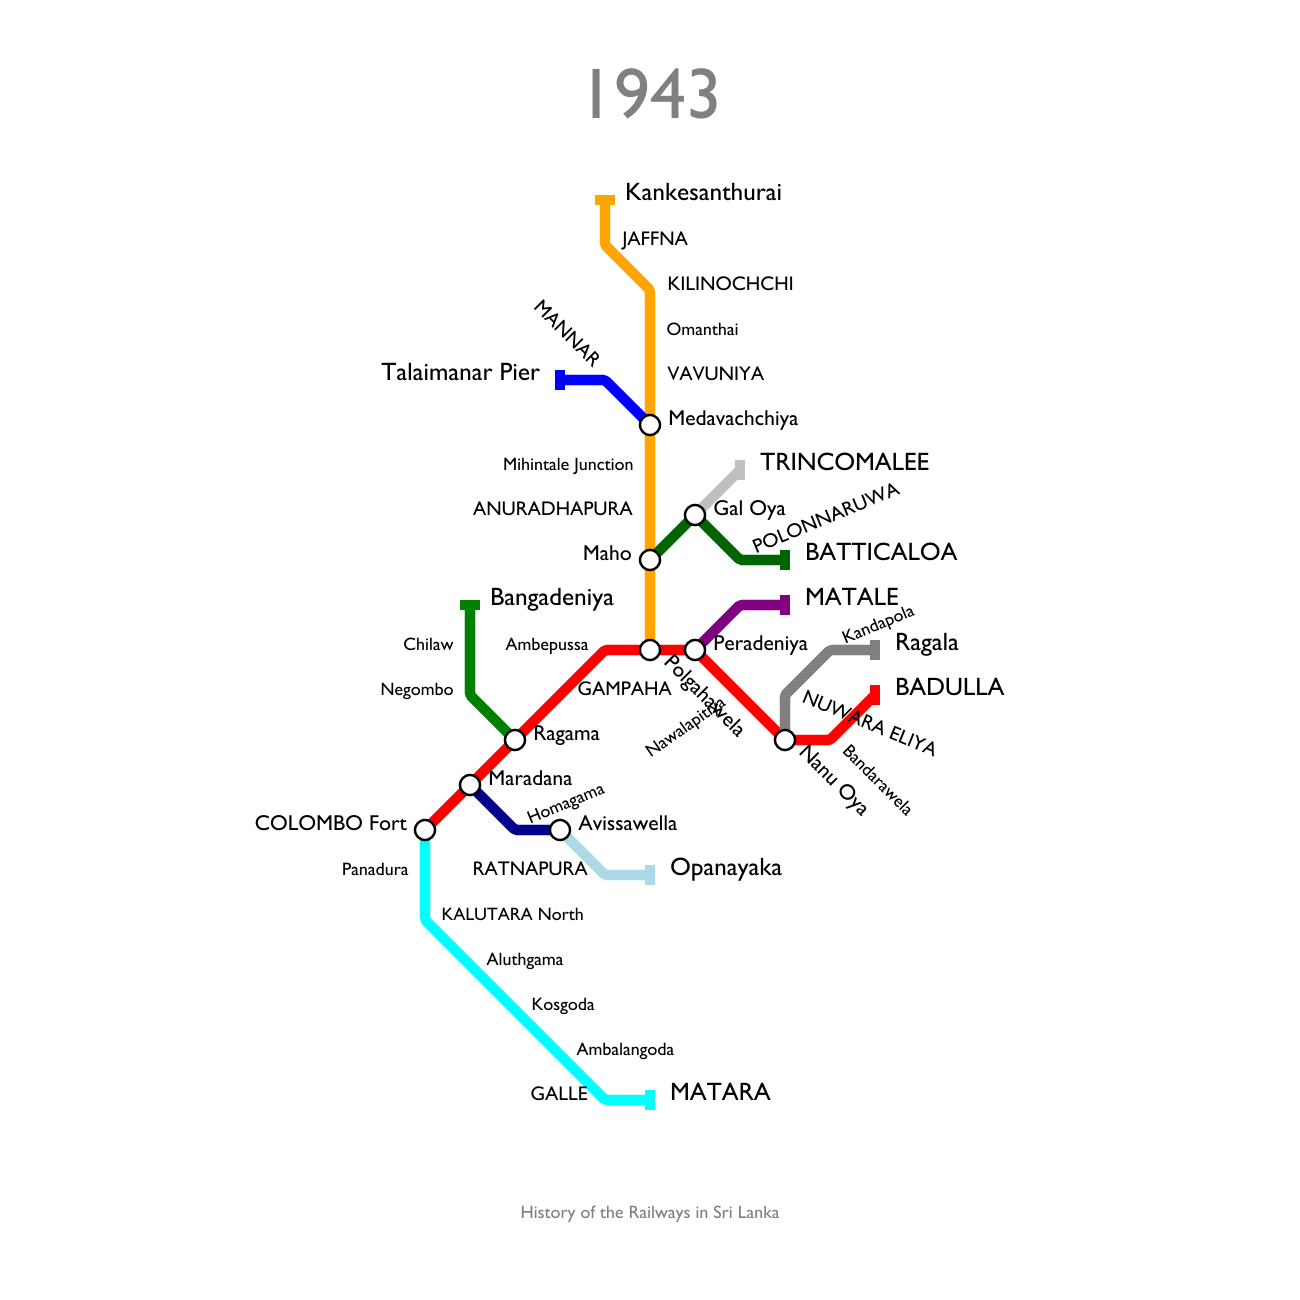 1943
Kankesanthurai
JAFFNA
KILINOCHCHI
MANNAR
Omanthai
Talaimanar Pier
VAVUNIYA
Medavachchiya
Mihintale Junction
TRINCOMALEE
ANURADHAPURA
Gal Oya
POLONNARUWA
Maho
BATTICALOA
Bangadeniya
MATALE
Kandapola
Chilaw
Ambepussa
Peradeniya
Ragala
Polgahawela
Negombo
GAMPAHA
BADULLA
Nawalapitiya
NUWARA ELIYA
Ragama
Nanu Oya
Bandarawela
Maradana
Homagama
COLOMBO Fort
Avissawella
Panadura
RATNAPURA
Opanayaka
KALUTARA North
Aluthgama
Kosgoda
Ambalangoda
GALLE
MATARA
History of the Railways in Sri Lanka